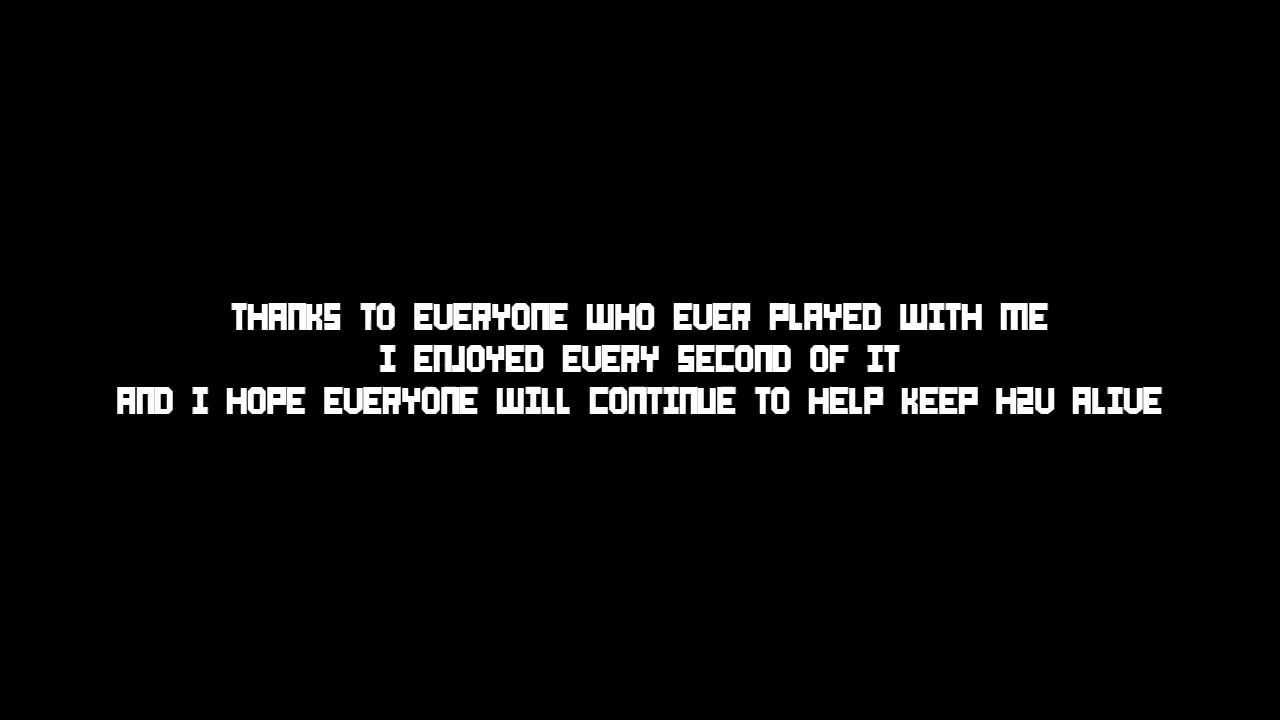 THANKS TO EVERYONE WHO EVER PLAYED WITH ME
I ENJOYED EVERY SECOND OF IT
AND I HOPE EVERYONE WILL CONTINUE TO HELP KEEP H2V ALIVE